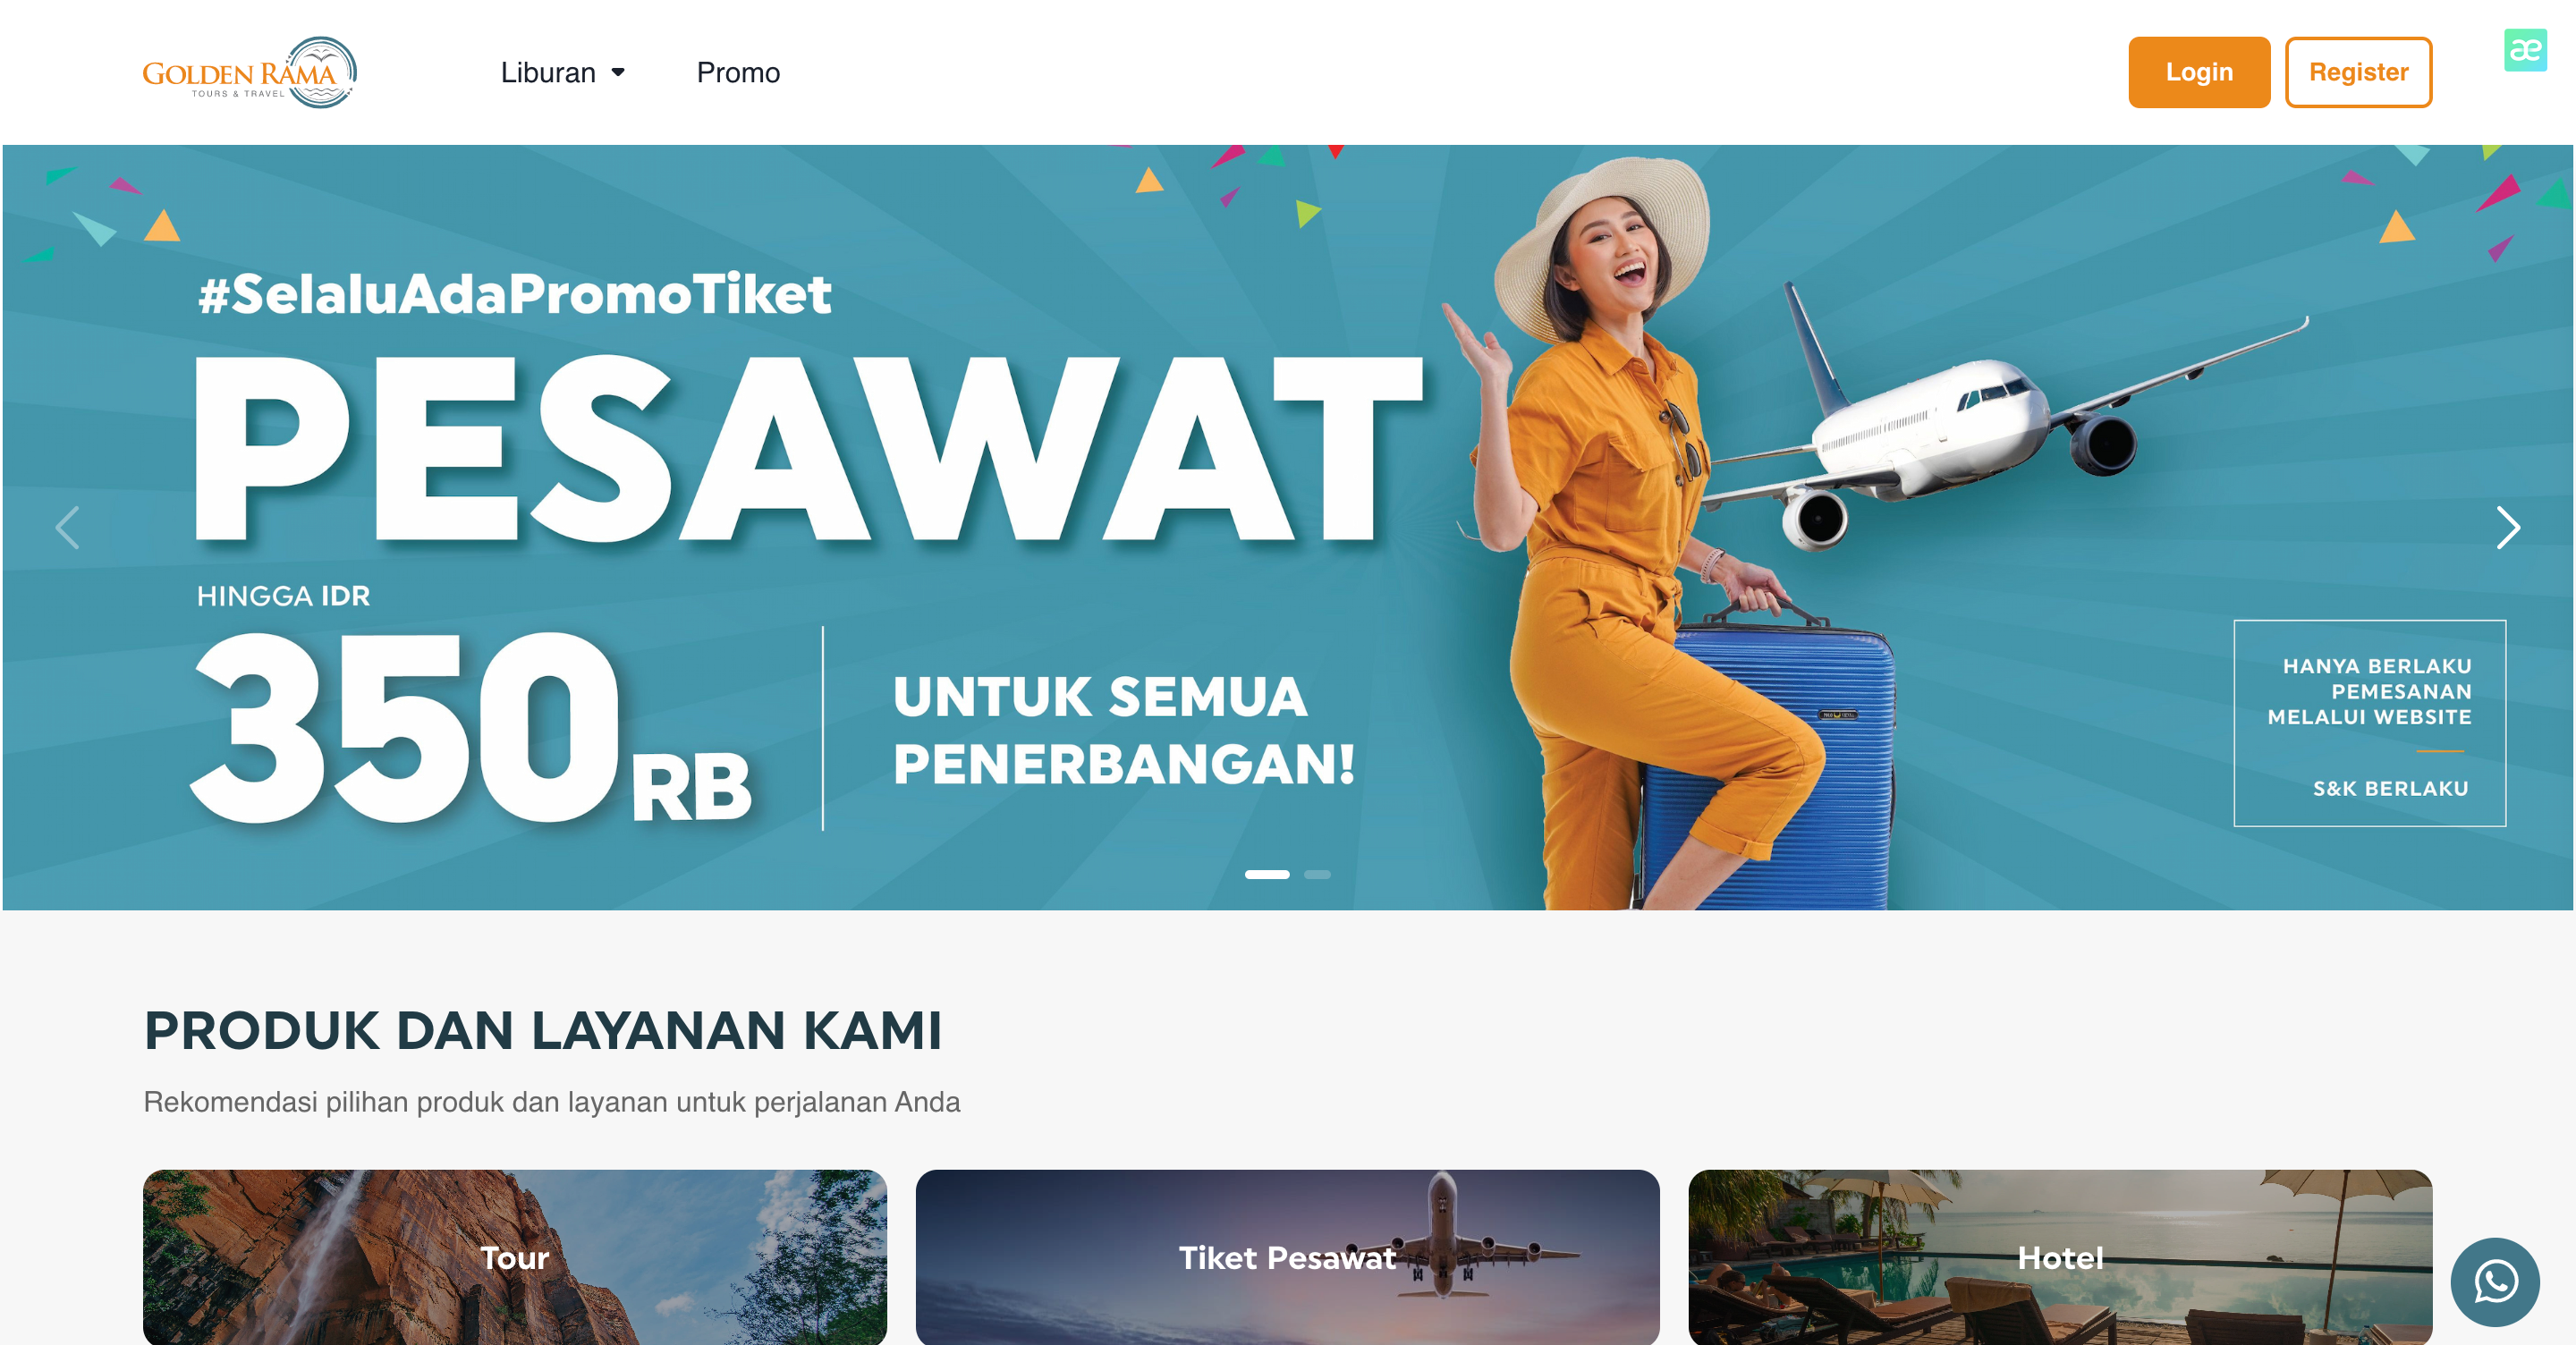 GOLDEN RAMA
TOURS & TRAVEL
Liburan
Promo
Login
Register
æ
#SelaluAdaPromoTiket
PESAWAT
HINGGA IDR
350RB
UNTUK SEMUA
PENERBANGAN!
HANYA BERLAKU
PEMESANAN
MELALUI WEBSITE
S&K BERLAKU
PRODUK DAN LAYANAN KAMI
Rekomendasi pilihan produk dan layanan untuk perjalanan Anda
Tour
Tiket Pesawat
Hotel